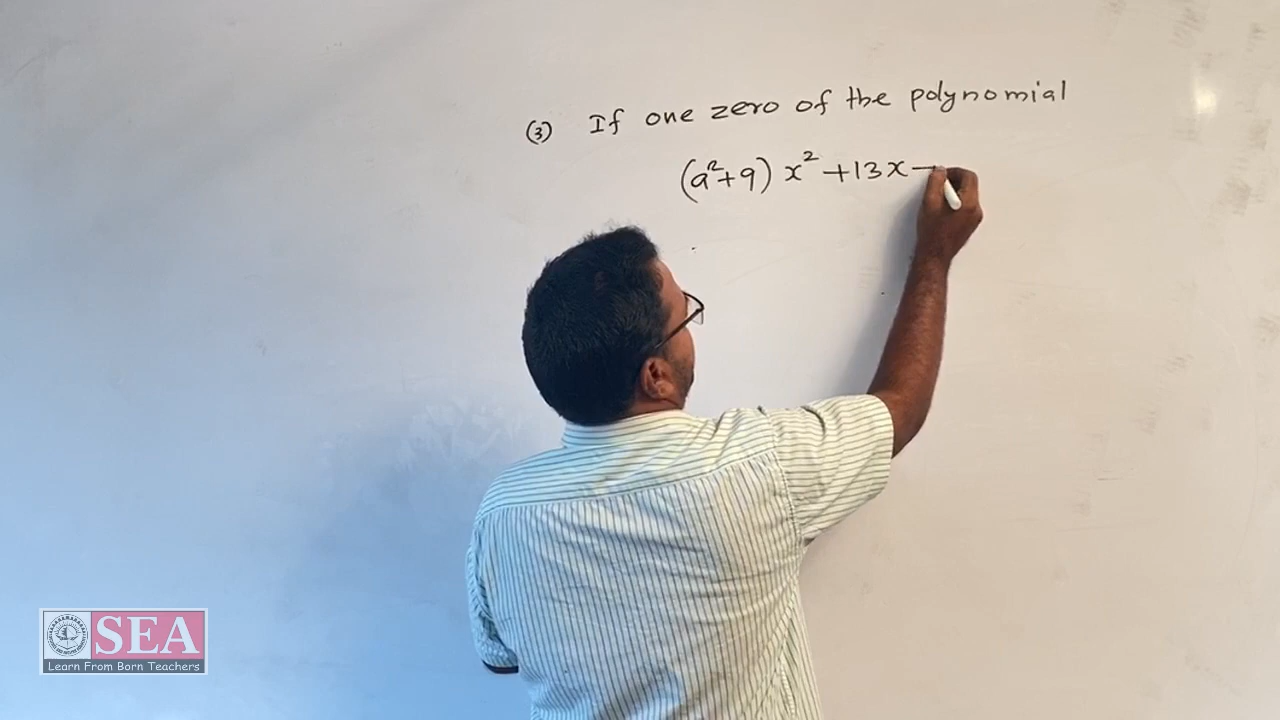 (3) If one zero of the polynomial
(a²+9) x² +13x
SEA
Learn From Born Teachers